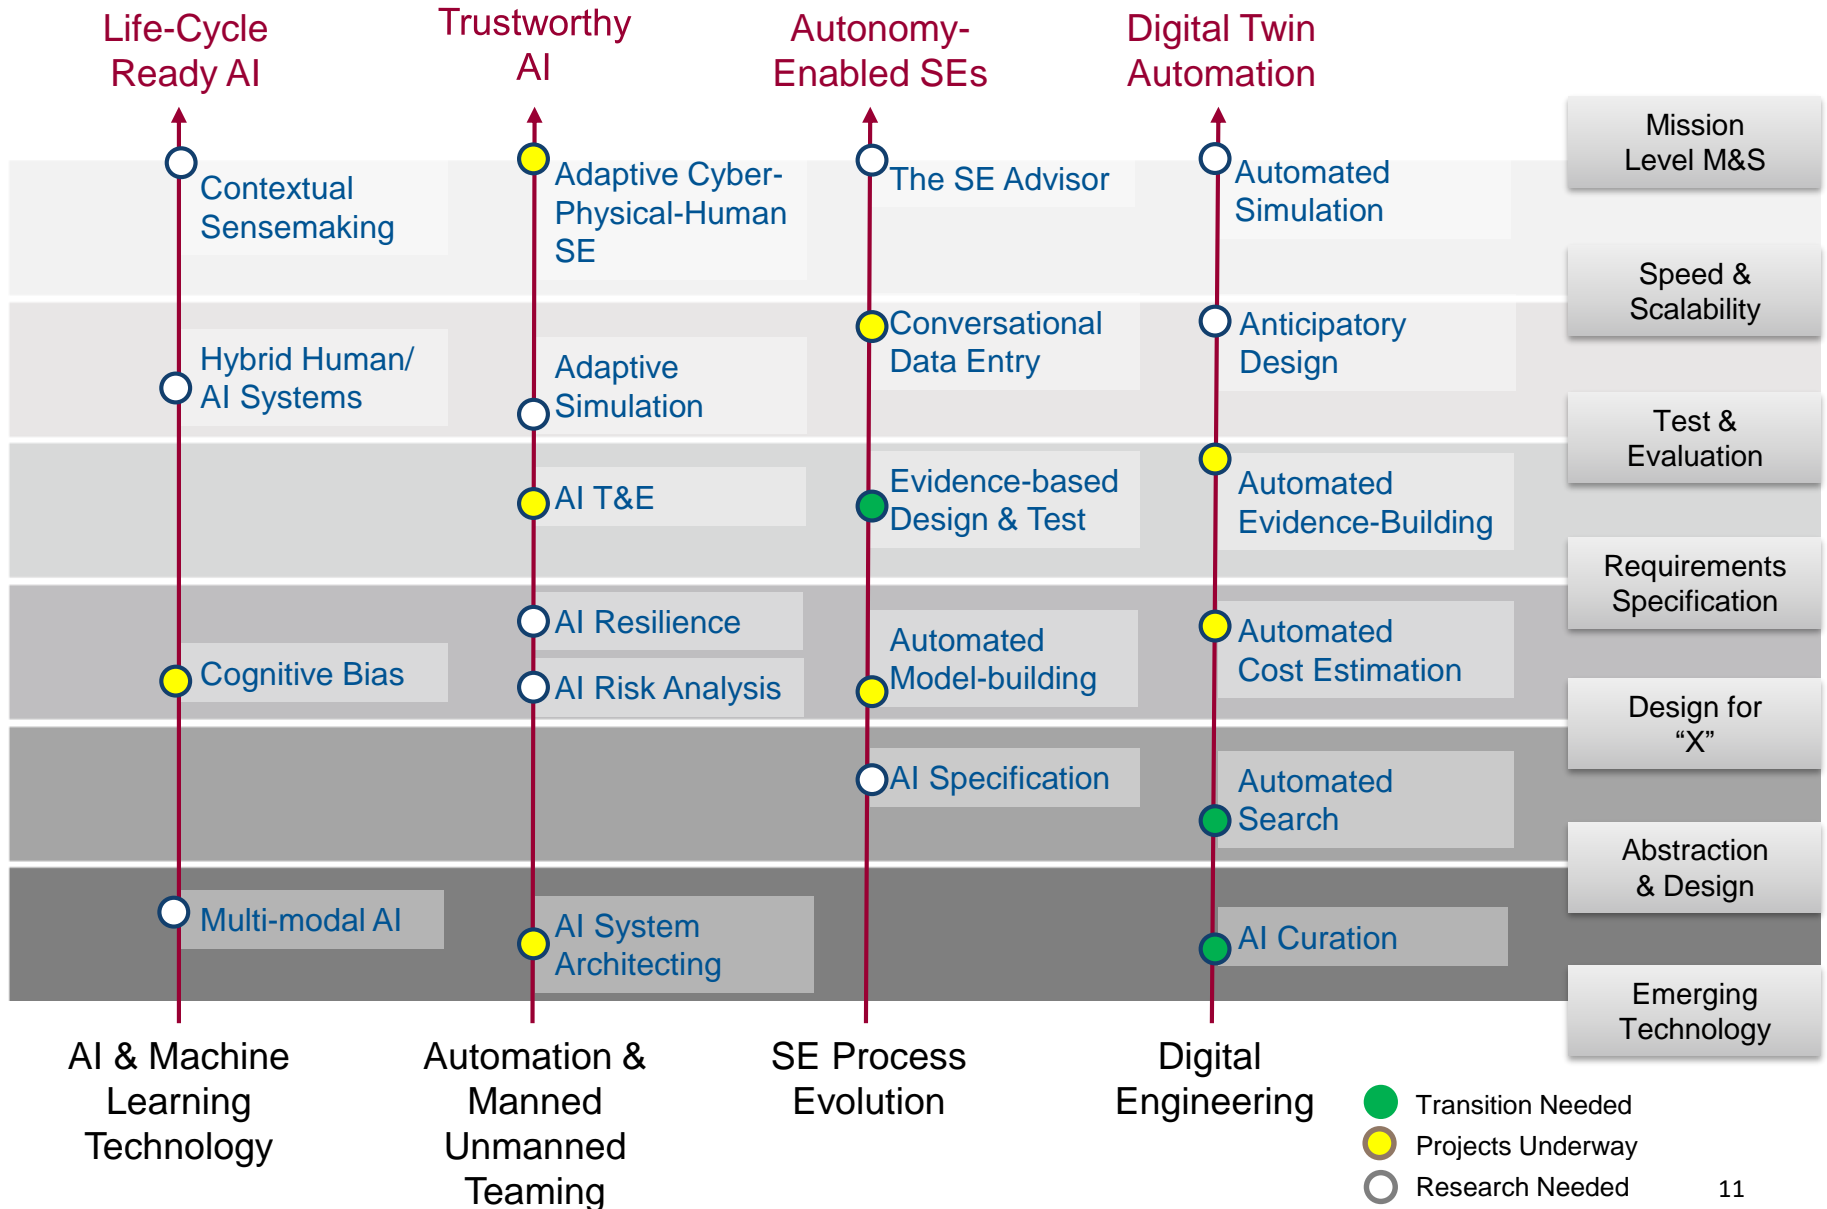 Life-Cycle
Ready AI
Trustworthy
AI
Autonomy-
Enabled SEs
Digital Twin
Automation
Contextual
Sensemaking
Hybrid Human/
AI Systems
Cognitive Bias
Multi-modal AI
Adaptive Cyber-
Physical-Human
SE
Adaptive
Simulation
AI T&E
AI Resilience
AI Risk Analysis
AI System
Architecting
The SE Advisor
Conversational
Data Entry
Evidence-based
Design & Test
Automated
Model-building
AI Specification
Automated
Simulation
Anticipatory
Design
Automated
Evidence-Building
Automated
Cost Estimation
Automated
Search
AI Curation
Mission
Level M&S
Speed &
Scalability
Test &
Evaluation
Requirements
Specification
Design for
“X”
Abstraction
& Design
Emerging
Technology
AI & Machine
Learning
Technology
Automation &
Manned
Unmanned
Teaming
SE Process
Evolution
Digital
Engineering
Transition Needed
Projects Underway
Research Needed
11